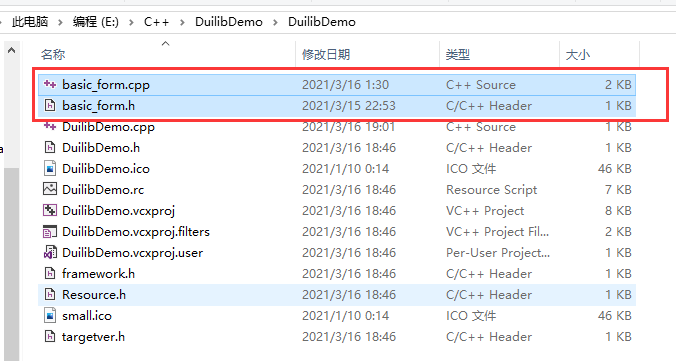 此电脑 > 编程 (E:) > C++ > DuilibDemo > DuilibDemo
名称 修改日期 类型 大小
basic_form.cpp 2021/3/16 1:30 C++ Source 2 KB
basic_form.h 2021/3/15 22:53 C/C++ Header 1 KB
DuilibDemo.cpp 2021/3/16 19:01 C++ Source 1 KB
DuilibDemo.h 2021/3/16 18:46 C/C++ Header 1 KB
DuilibDemo.ico 2021/1/10 0:14 ICO 文件 46 KB
DuilibDemo.rc 2021/3/16 18:46 Resource Script 7 KB
DuilibDemo.vcxproj 2021/3/16 18:46 VC++ Project 8 KB
DuilibDemo.vcxproj.filters 2021/3/16 18:46 VC++ Project Fil... 2 KB
DuilibDemo.vcxproj.user 2021/3/16 18:46 Per-User Project... 1 KB
framework.h 2021/3/16 18:46 C/C++ Header 1 KB
Resource.h 2021/3/16 18:46 C/C++ Header 1 KB
small.ico 2021/1/10 0:14 ICO 文件 46 KB
targetver.h 2021/3/16 18:46 C/C++ Header 1 KB